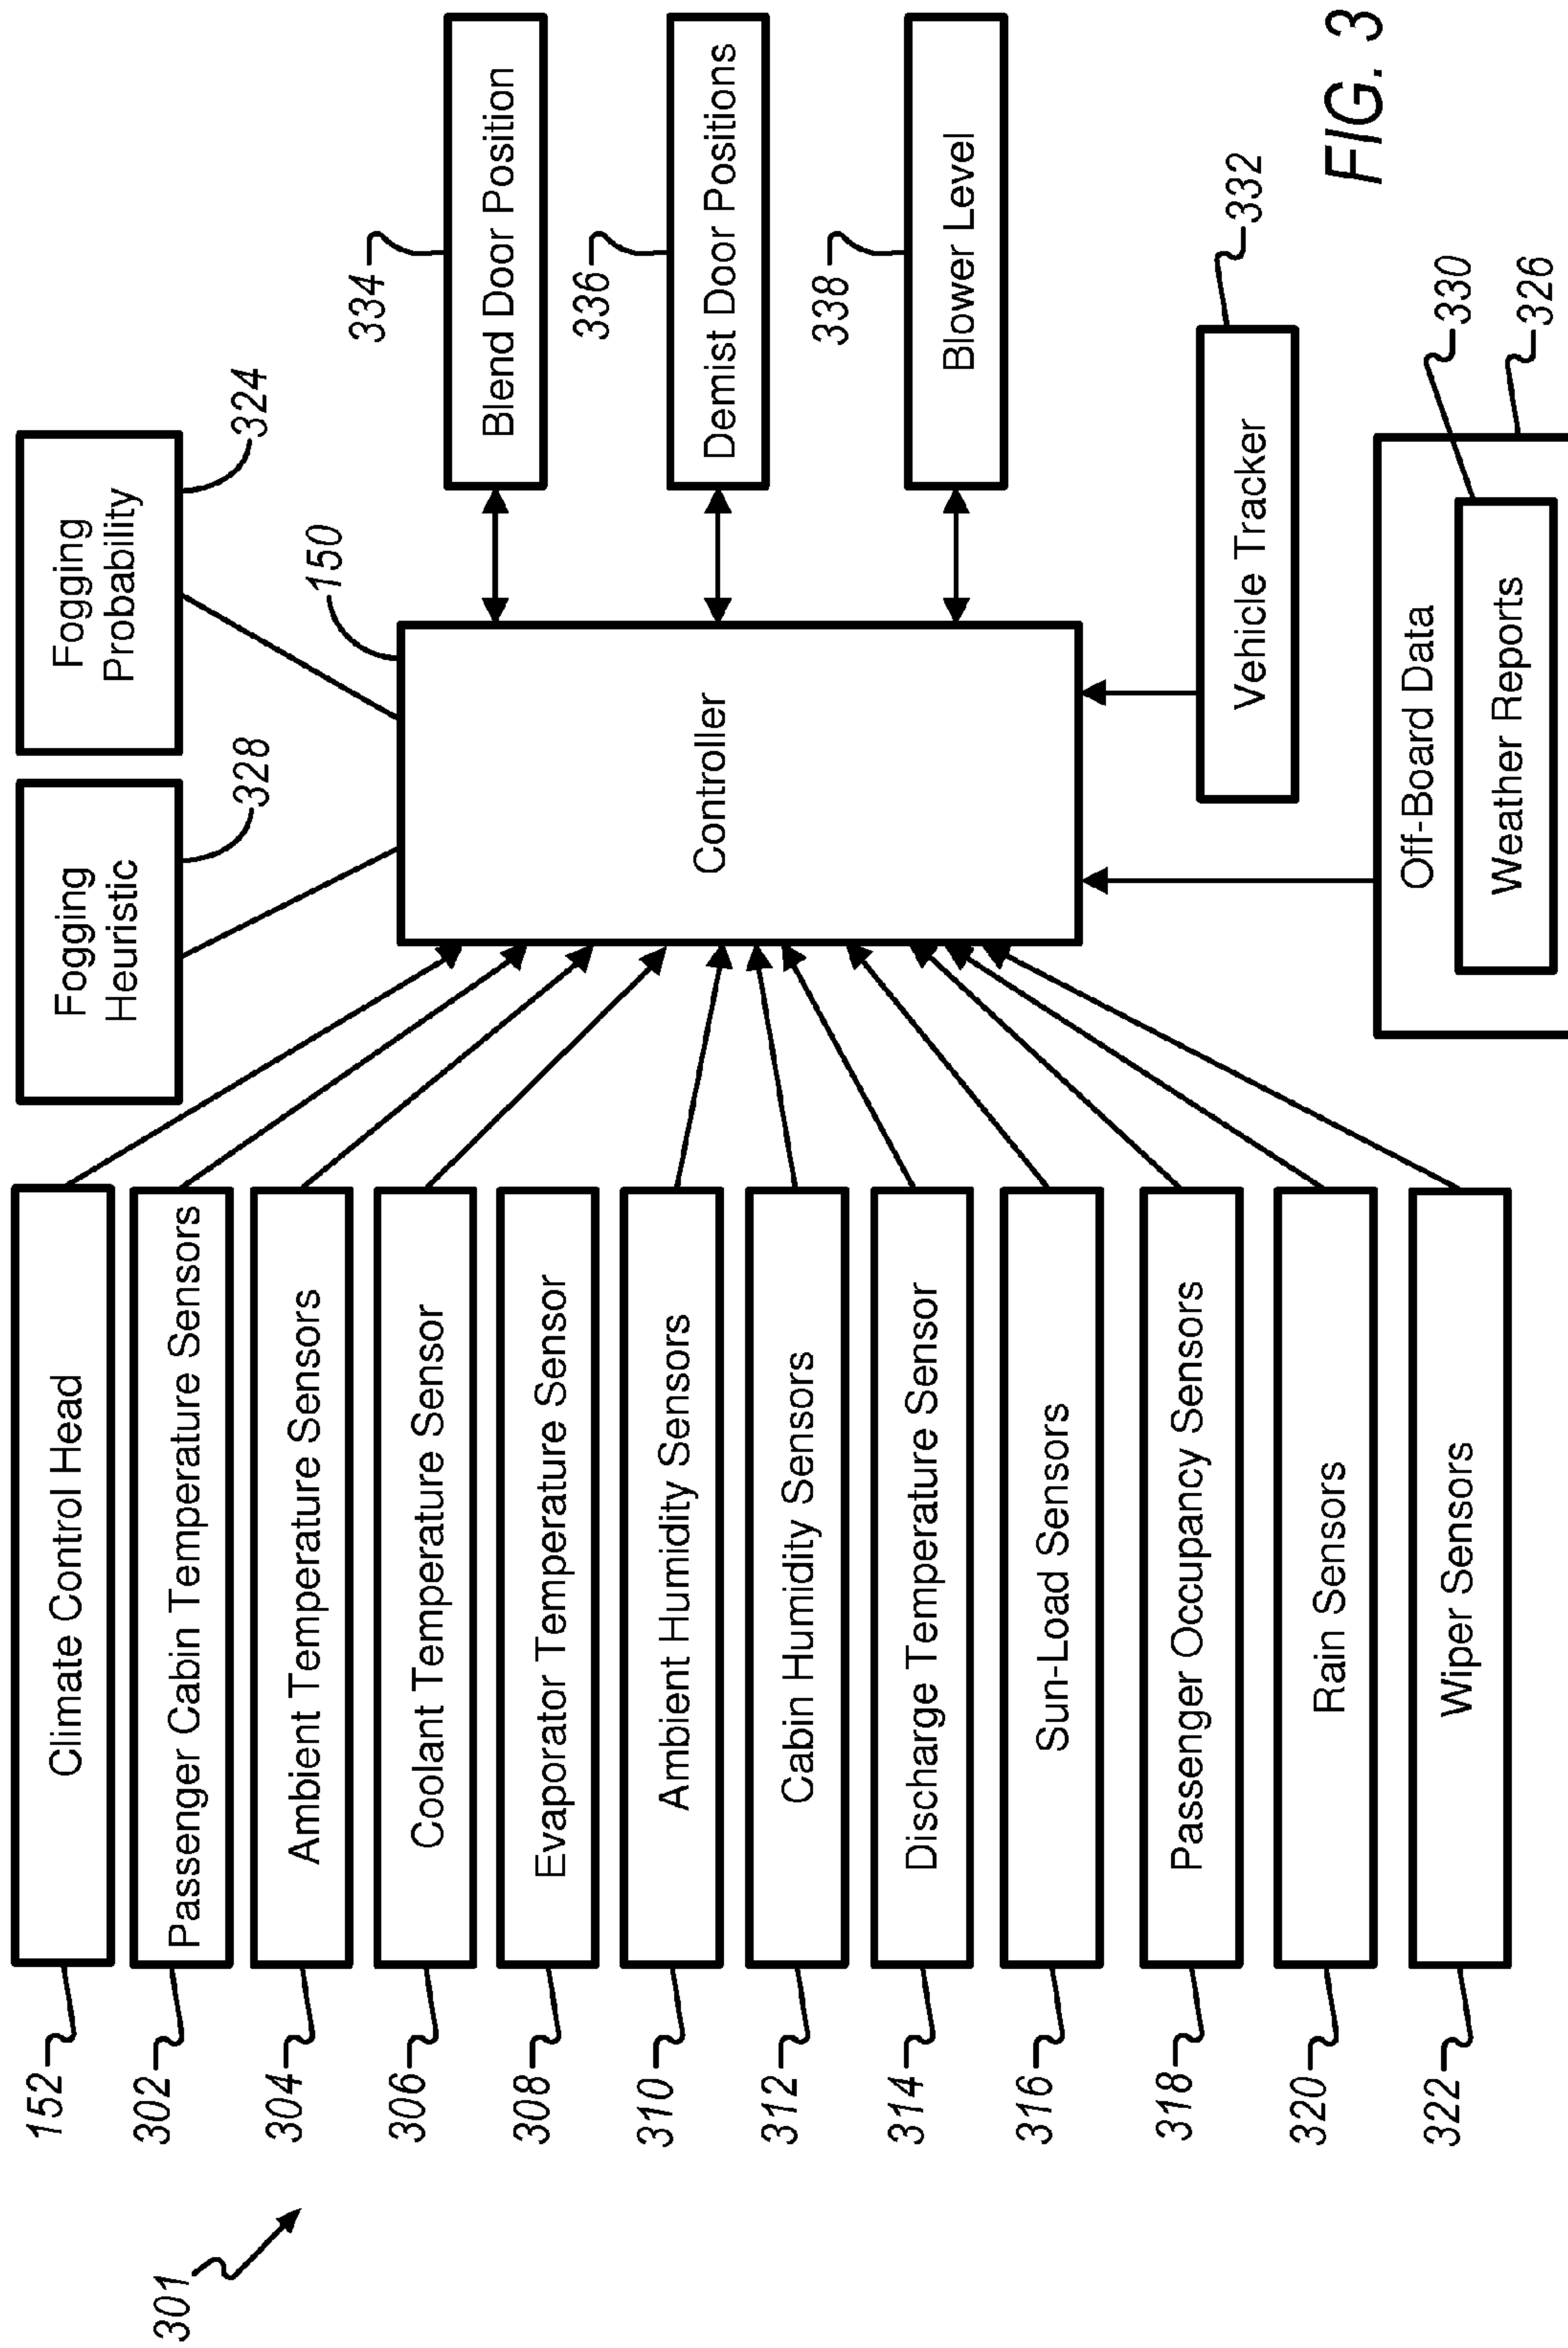 301
152
Climate Control Head
302
Passenger Cabin Temperature Sensors
304
Ambient Temperature Sensors
306
Coolant Temperature Sensor
308
Evaporator Temperature Sensor
310
Ambient Humidity Sensors
312
Cabin Humidity Sensors
314
Discharge Temperature Sensor
316
Sun-Load Sensors
318
Passenger Occupancy Sensors
320
Rain Sensors
322
Wiper Sensors
Fogging
Heuristic
328
Fogging
Probability
324
150
Controller
334
Blend Door Position
336
Demist Door Positions
338
Blower Level
Vehicle Tracker
332
Off-Board Data
Weather Reports
330
326
FIG. 3